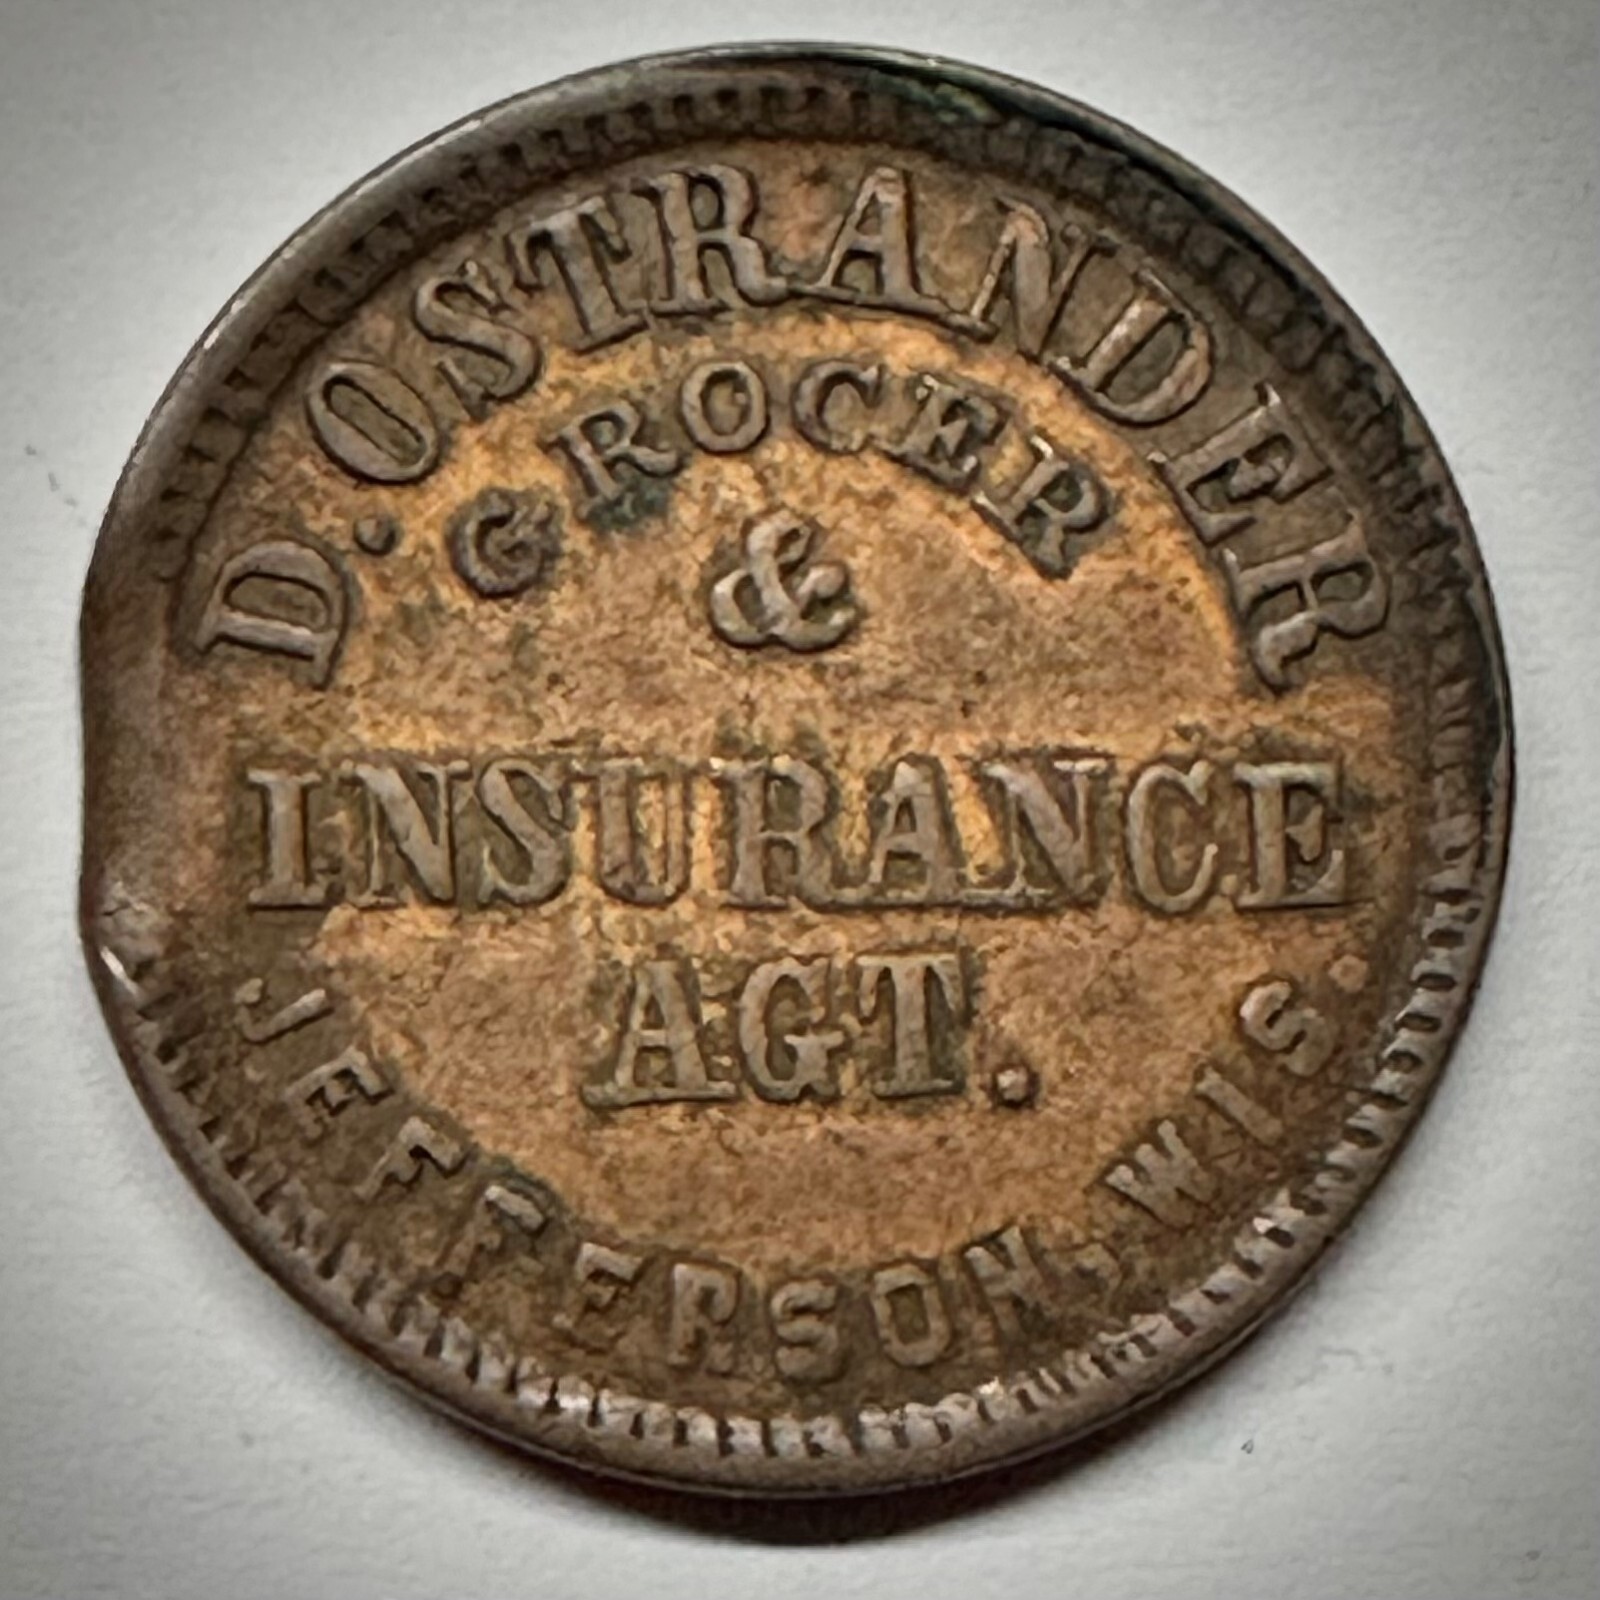 D. OSTRANDER
GROCER
&
INSURANCE
AGT.
JEFFERSON, WIS.